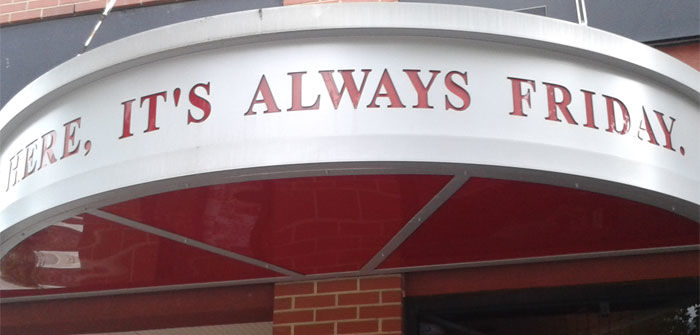 HERE, IT'S ALWAYS FRIDAY.